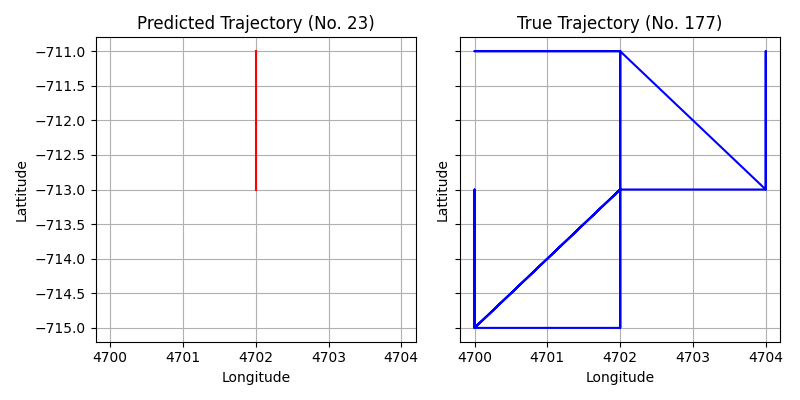 Predicted Trajectory (No. 23)
Lattitude
−711.0
−711.5
−712.0
−712.5
−713.0
−713.5
−714.0
−714.5
−715.0
4700 4701 4702 4703 4704
Longitude
True Trajectory (No. 177)
Lattitude
4700 4701 4702 4703 4704
Longitude